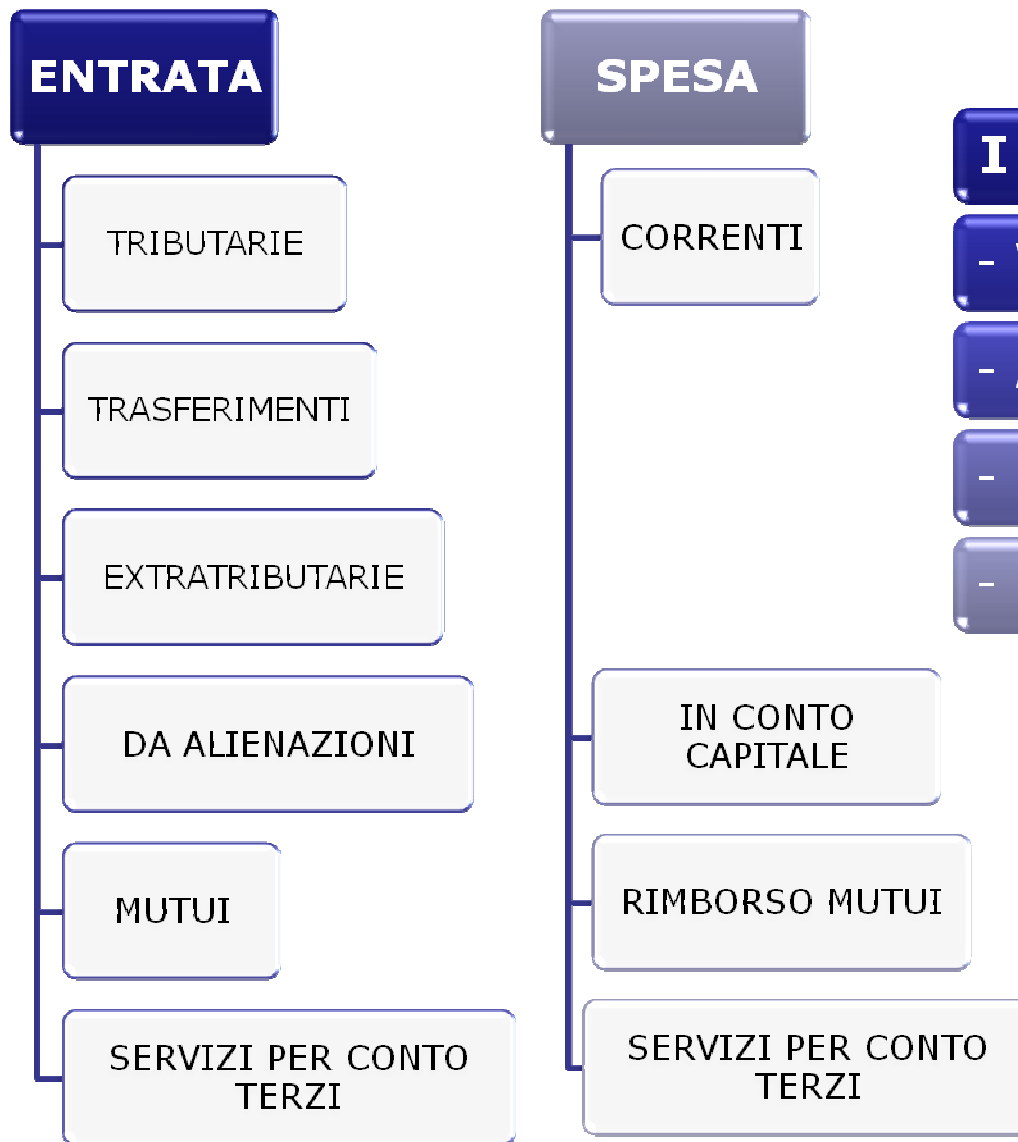 ENTRATA
TRIBUTARIE
TRASFERIMENTI
EXTRATRIBUTARIE
DA ALIENAZIONI
MUTUI
SERVIZI PER CONTO
TERZI
SPESA
CORRENTI
IN CONTO
CAPITALE
RIMBORSO MUTUI
SERVIZI PER CONTO
TERZI
I
-
-
-
-